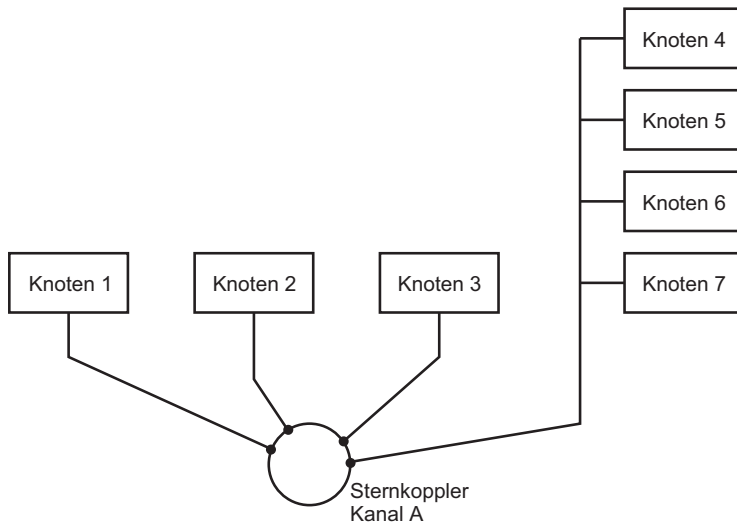 Knoten 4
Knoten 5
Knoten 6
Knoten 7
Knoten 1
Knoten 2
Knoten 3
Sternkoppler
Kanal A